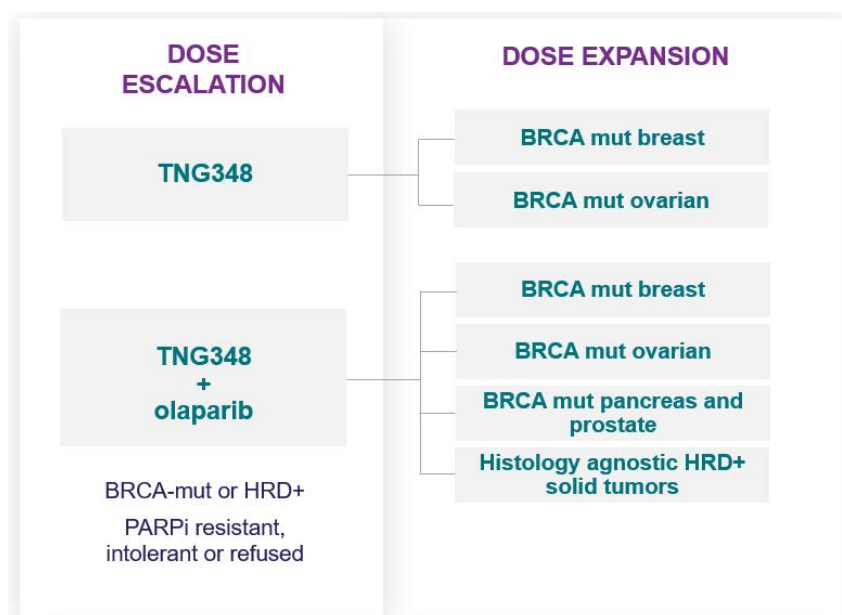 DOSE
ESCALATION
TNG348
TNG348
+
olaparib
BRCA-mut or HRD+
PARPi resistant,
intolerant or refused
DOSE EXPANSION
BRCA mut breast
BRCA mut ovarian
BRCA mut breast
BRCA mut ovarian
BRCA mut pancreas and
prostate
Histology agnostic HRD+
solid tumors